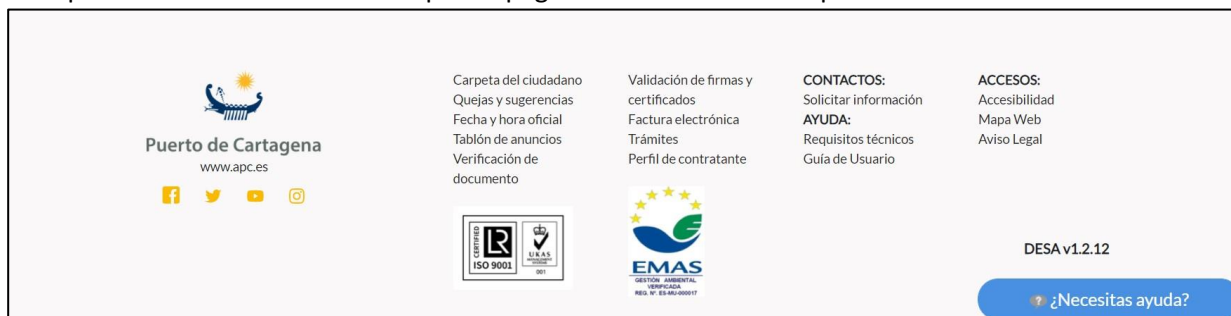 Puerto de Cartagena
www.apc.es
Carpeta del ciudadano
Quejas y sugerencias
Fecha y hora oficial
Tablón de anuncios
Verificación de
documento
Validación de firmas y
certificados
Factura electrónica
Trámites
Perfil de contratante
CONTACTOS:
Solicitar información
AYUDA:
Requisitos técnicos
Guía de Usuario
ACCESOS:
Accesibilidad
Mapa Web
Aviso Legal
CERTIFIED
LR
ISO 9001
UKAS
MANAGEMENT
SYSTEMS
001
EMAS
GESTIÓN AMBIENTAL
VERIFICADA
REG. Nº. ES-MU-000017
DESA v1.2.12
¿Necesitas ayuda?